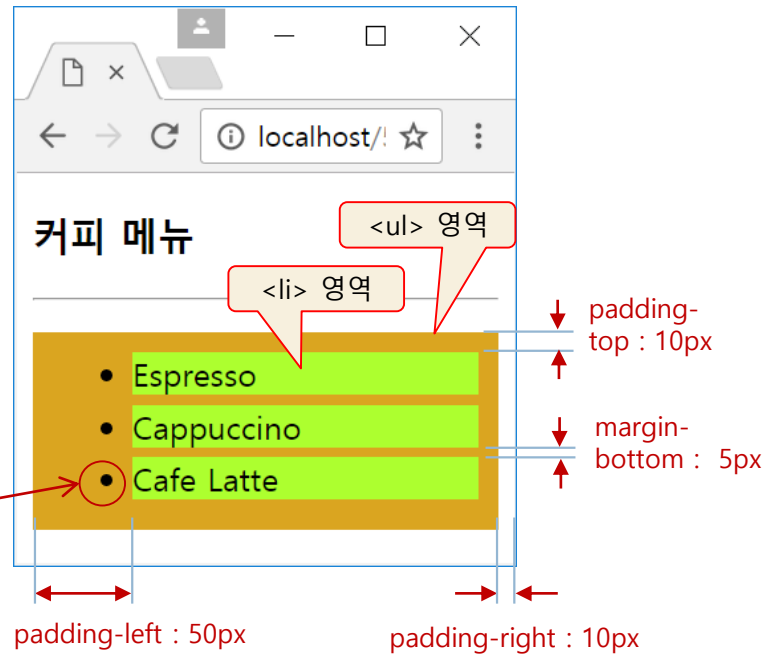 localhost/!
커피 메뉴
<ul> 영역
<li> 영역
padding-
top : 10px
• Espresso
• Cappuccino
• Cafe Latte
margin-
bottom : 5px
padding-left : 50px
padding-right : 10px